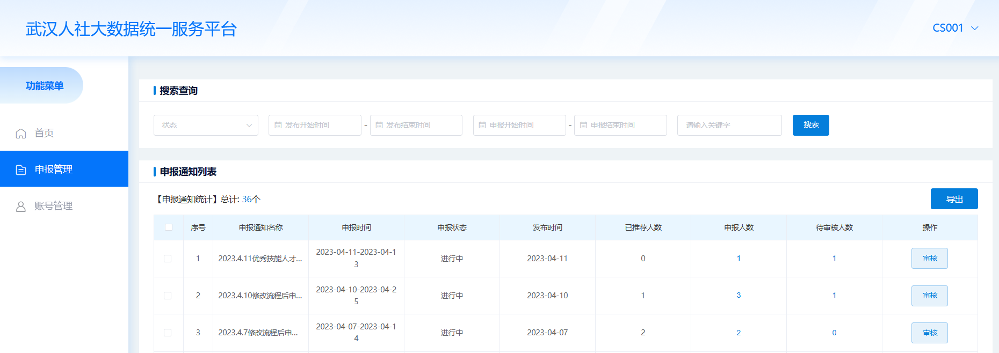 武汉人社大数据统一服务平台
CS001
功能菜单
首页
申报管理
账号管理
搜索查询
状态 发布开始时间 - 发布结束时间 申报开始时间 - 申报结束时间 请输入关键字 搜索
申报通知列表
【申报通知统计】总计: 36个 导出
序号 申报通知名称 申报时间 申报状态 发布时间 已推荐人数 申报人数 待审核人数 操作
1 2023.4.11优秀技能人才... 2023-04-11-2023-04-1
3 进行中 2023-04-11 0 1 1 审核
2 2023.4.10修改流程后申... 2023-04-10-2023-04-2
5 进行中 2023-04-10 1 3 1 审核
3 2023.4.7修改流程后申... 2023-04-07-2023-04-1
4 进行中 2023-04-07 2 2 0 审核